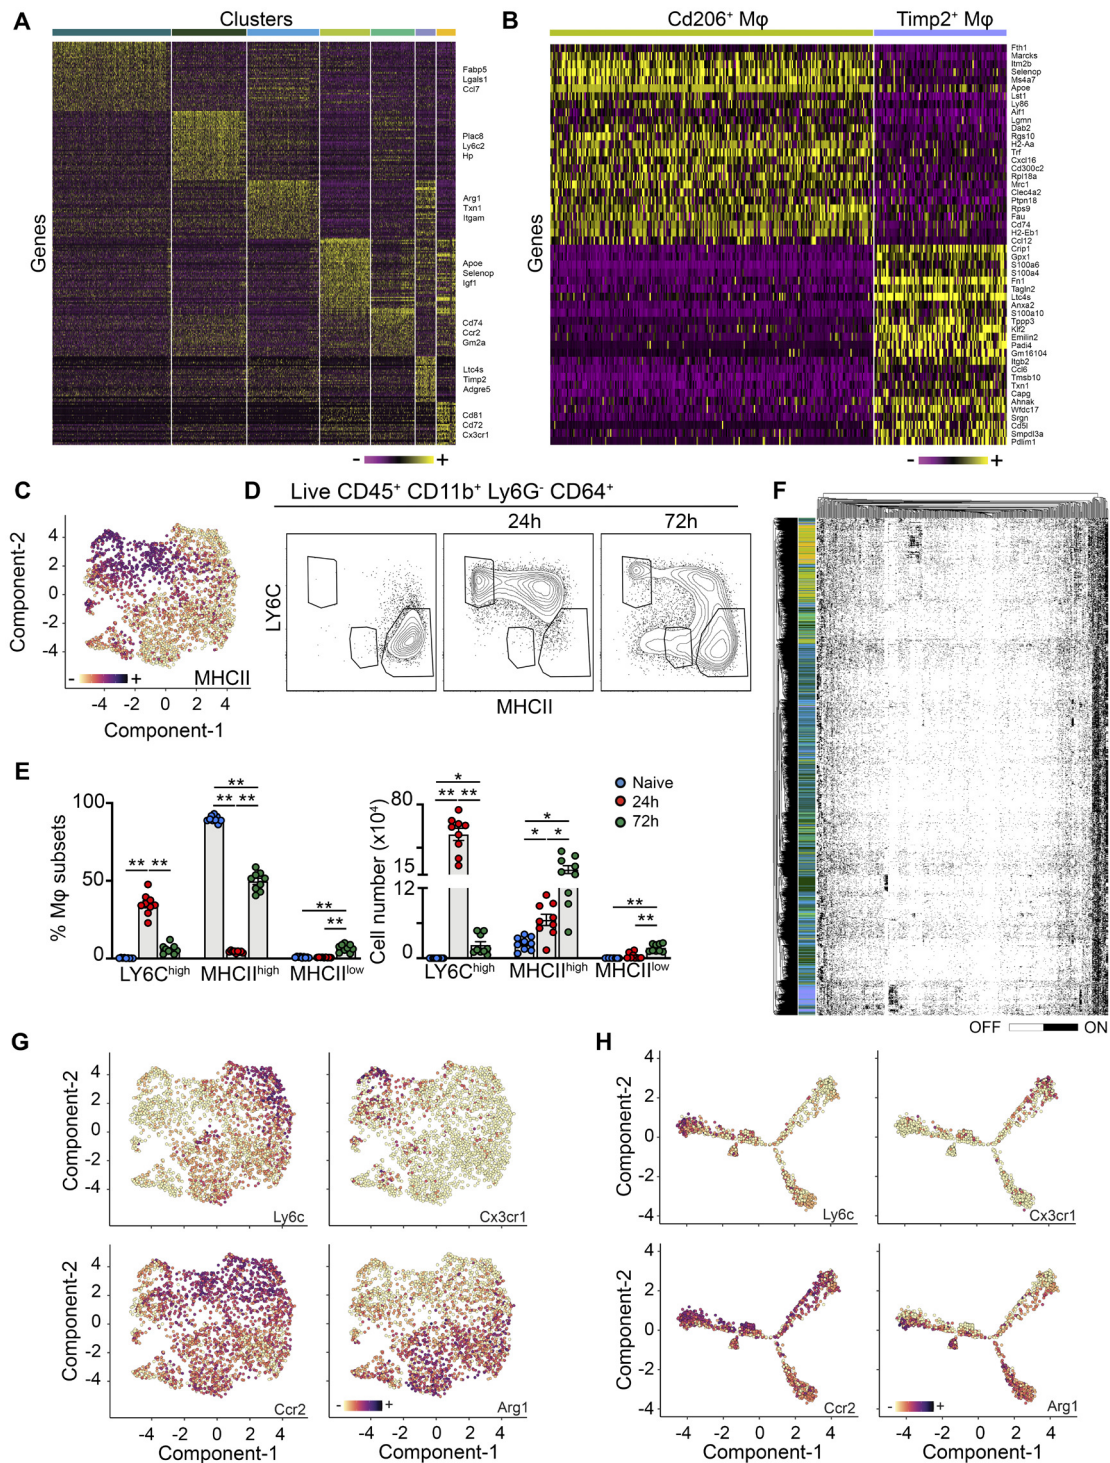 A
Clusters
Genes
Fabp5
Lgals1
Ccl7
Plac8
Ly6c2
Hp
Arg1
Txn1
Itgam
Apoe
Selenop
Igf1
Cd74
Ccr2
Gm2a
Ltc4s
Timp2
Adgre5
Cd81
Cd72
Cx3cr1
- +
B
Cd206⁺ Mφ Timp2⁺ Mφ
Genes
Fth1
Marcks
Itm2b
Selenop
Ms4a7
Apoe
Lst1
Ly86
Aif1
Lgmn
Dab2
Rgs10
H2-Aa
Trf
Cxcl16
Cd300c2
Rpl18a
Mrc1
Clec4a2
Ptpn18
Rps9
Fau
Cd74
H2-Eb1
Ccl12
Crip1
Gpx1
S100a6
S100a4
Fn1
Tagln2
Ltc4s
Anxa2
S100a10
Tppp3
Klf2
Emilin2
Padi4
Gm16104
Itgb2
Ccl6
Tmsb10
Txn1
Capg
Ahnak
Wfdc17
Srgn
Cd5l
Smpdl3a
Pdlim1
- +
C
Component-2
4
2
0
-2
-4
- + MHCII
-4 -2 0 2 4
Component-1
D
Live CD45⁺ CD11b⁺ Ly6G⁻ CD64⁺
24h 72h
LY6C
MHCII
E
% Mφ subsets
100
50
0
** **
**
** **
**
**
LY6Chigh MHCIIhigh MHCIIlow
Cell number (x10⁴)
80
15
12
0
*
** **
*
* *
**
**
LY6Chigh MHCIIhigh MHCIIlow
Naive
24h
72h
F
OFF ON
G
Component-2
4
2
0
-2
-4
Ly6c
Cx3cr1
Component-2
4
2
0
-2
-4
Ccr2
- +
Arg1
-4 -2 0 2 4 -4 -2 0 2 4
Component-1
H
Component-2
4
2
0
-2
-4
Ly6c
Cx3cr1
Component-2
4
2
0
-2
-4
Ccr2
- +
Arg1
-4 -2 0 2 4 -4 -2 0 2 4
Component-1